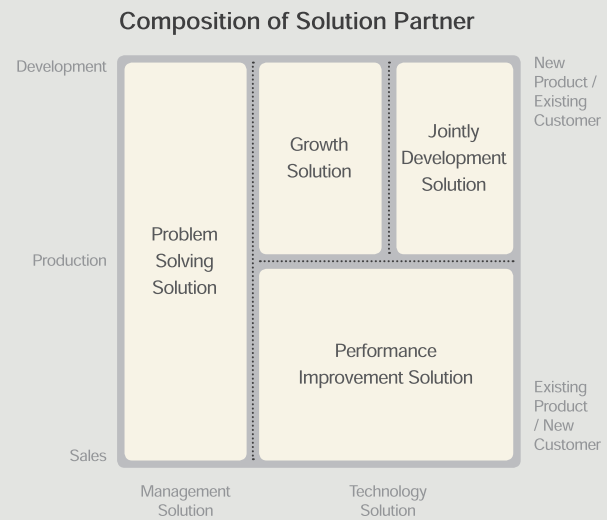 Composition of Solution Partner
Development
Production
Sales
Problem
Solving
Solution
Growth
Solution
Jointly
Development
Solution
Performance
Improvement Solution
New
Product /
Existing
Customer
Existing
Product
/ New
Customer
Management
Solution
Technology
Solution